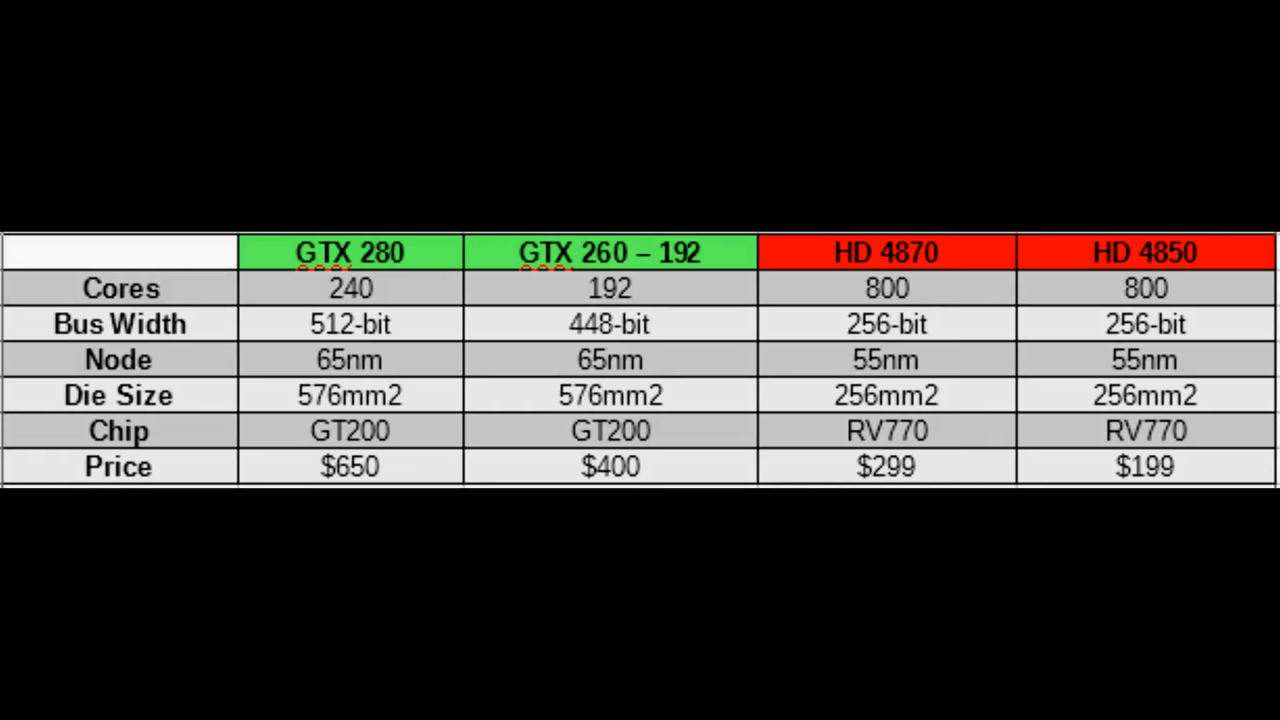 GTX 280 GTX 260 – 192 HD 4870 HD 4850
Cores 240 192 800 800
Bus Width 512-bit 448-bit 256-bit 256-bit
Node 65nm 65nm 55nm 55nm
Die Size 576mm2 576mm2 256mm2 256mm2
Chip GT200 GT200 RV770 RV770
Price $650 $400 $299 $199